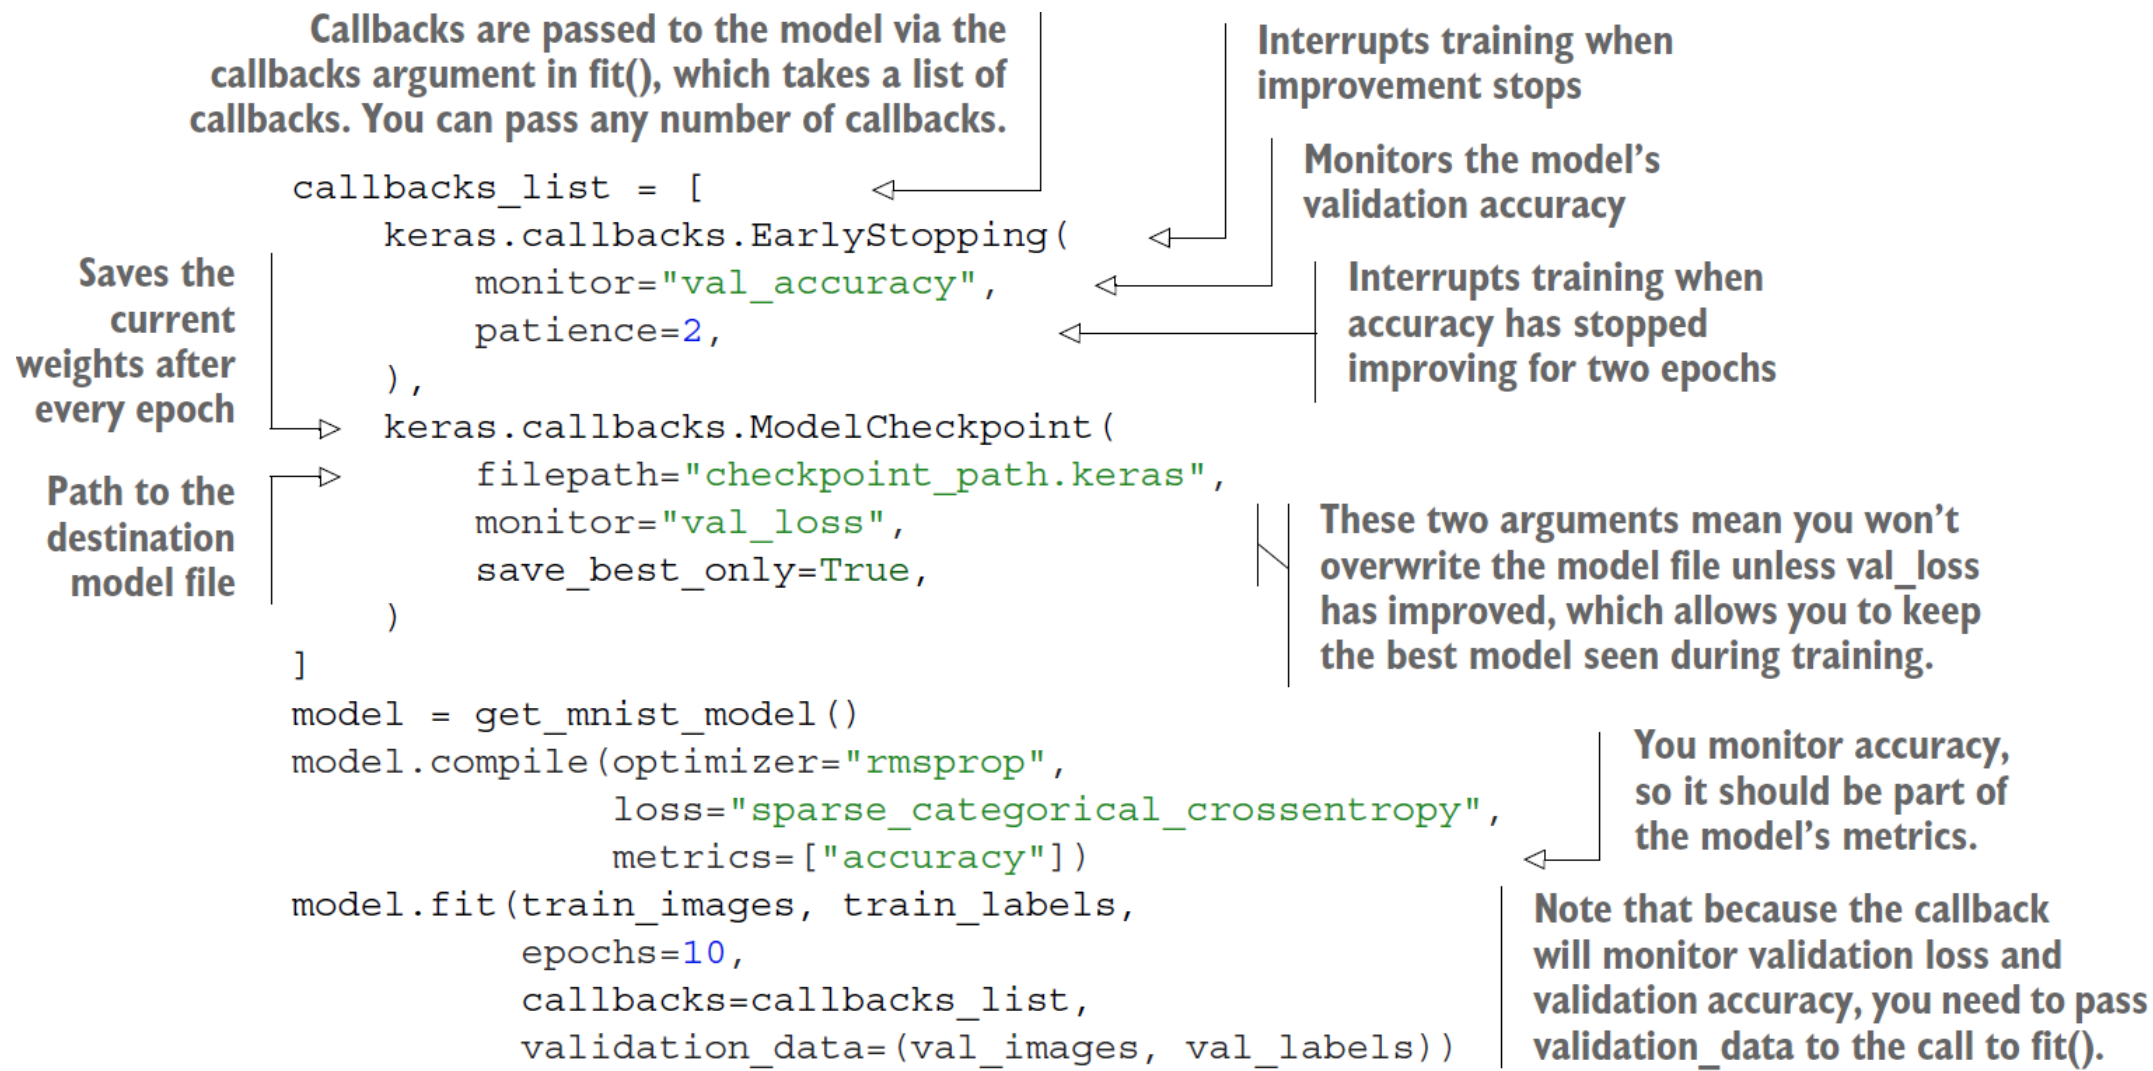 Callbacks are passed to the model via the
callbacks argument in fit(), which takes a list of
callbacks. You can pass any number of callbacks.
Interrupts training when
improvement stops
Monitors the model's
validation accuracy
Interrupts training when
accuracy has stopped
improving for two epochs
Saves the
current
weights after
every epoch
Path to the
destination
model file
callbacks_list = [
    keras.callbacks.EarlyStopping(
        monitor="val_accuracy",
        patience=2,
    ),
    keras.callbacks.ModelCheckpoint(
        filepath="checkpoint_path.keras",
        monitor="val_loss",
        save_best_only=True,
    )
]
These two arguments mean you won't
overwrite the model file unless val_loss
has improved, which allows you to keep
the best model seen during training.
model = get_mnist_model()
model.compile(optimizer="rmsprop",
              loss="sparse_categorical_crossentropy",
              metrics=["accuracy"])
You monitor accuracy,
so it should be part of
the model's metrics.
model.fit(train_images, train_labels,
          epochs=10,
          callbacks=callbacks_list,
          validation_data=(val_images, val_labels))
Note that because the callback
will monitor validation loss and
validation accuracy, you need to pass
validation_data to the call to fit().